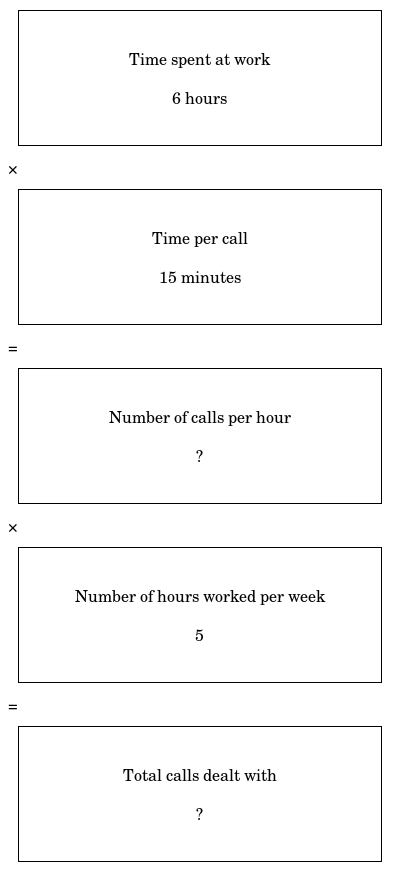 Time spent at work
6 hours
×
Time per call
15 minutes
=
Number of calls per hour
?
×
Number of hours worked per week
5
=
Total calls dealt with
?